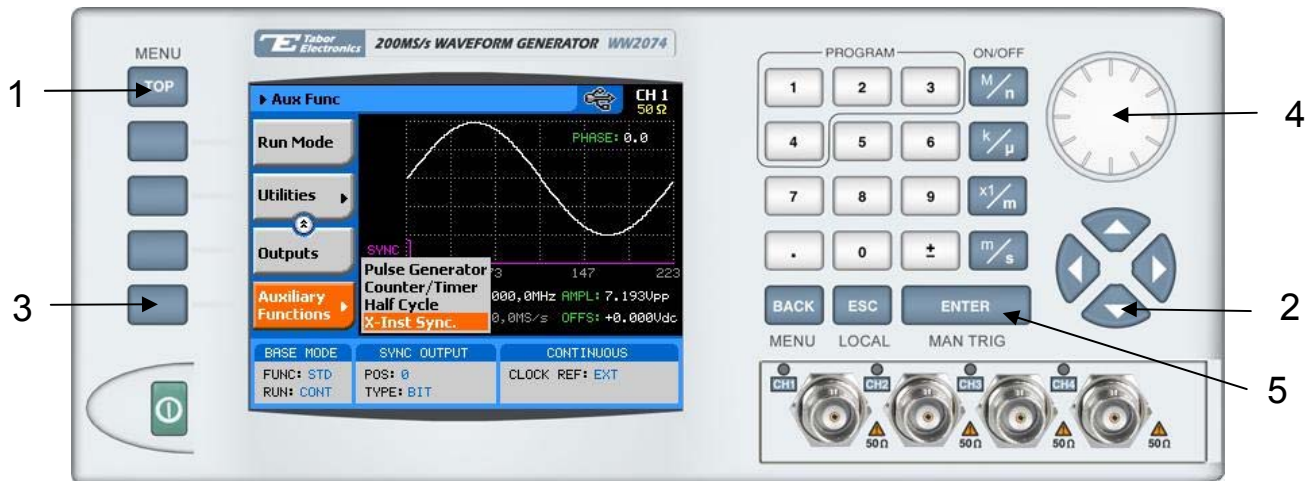 MENU
TOP
1
3
Tabor Electronics 200MS/s WAVEFORM GENERATOR WW2074
Aux Func
CH 1
50 Ω
Run Mode
Utilities
Outputs
Auxiliary
Functions
PHASE: 0.0
SYNC
3 147 223
Pulse Generator
Counter/Timer
Half Cycle
X-Inst Sync.
000,0MHz AMPL: 7.193Vpp
0,0MS/s OFFS: +0.000Vdc
BASE MODE
FUNC: STD
RUN: CONT
SYNC OUTPUT
POS: 0
TYPE: BIT
CONTINUOUS
CLOCK REF: EXT
PROGRAM ON/OFF
1 2 3 M/n
4 5 6 k/µ
7 8 9 x1/m
. 0 ± m/s
BACK ESC ENTER
MENU LOCAL MAN TRIG
4
2
5
CH1 CH2 CH3 CH4
50Ω 50Ω 50Ω 50Ω